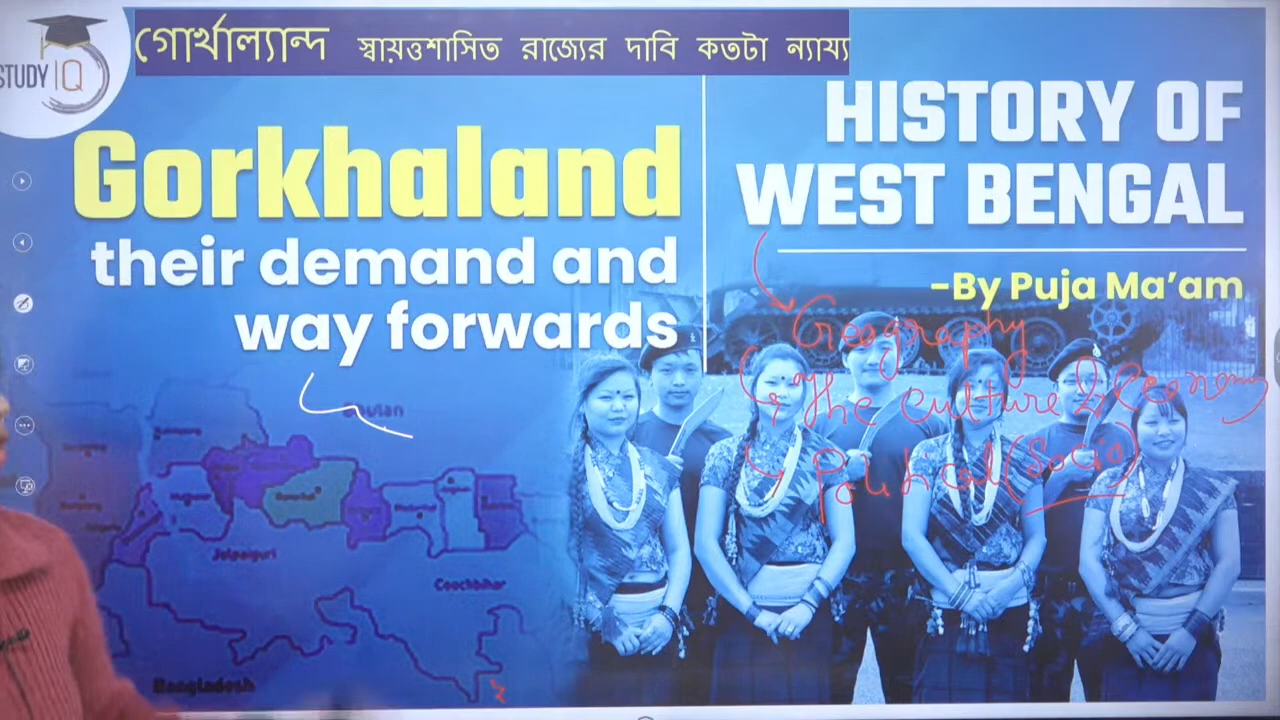 STUDY IQ
গোর্খাল্যান্দ স্বায়ত্তশাসিত রাজ্যের দাবি কতটা ন্যায্য
Gorkhaland
their demand and
way forwards
HISTORY OF
WEST BENGAL
-By Puja Ma'am
Geography
The culture & Economy
Political (Socio)
Bhutan
Jalpaiguri
Coochbihar
Bangladesh